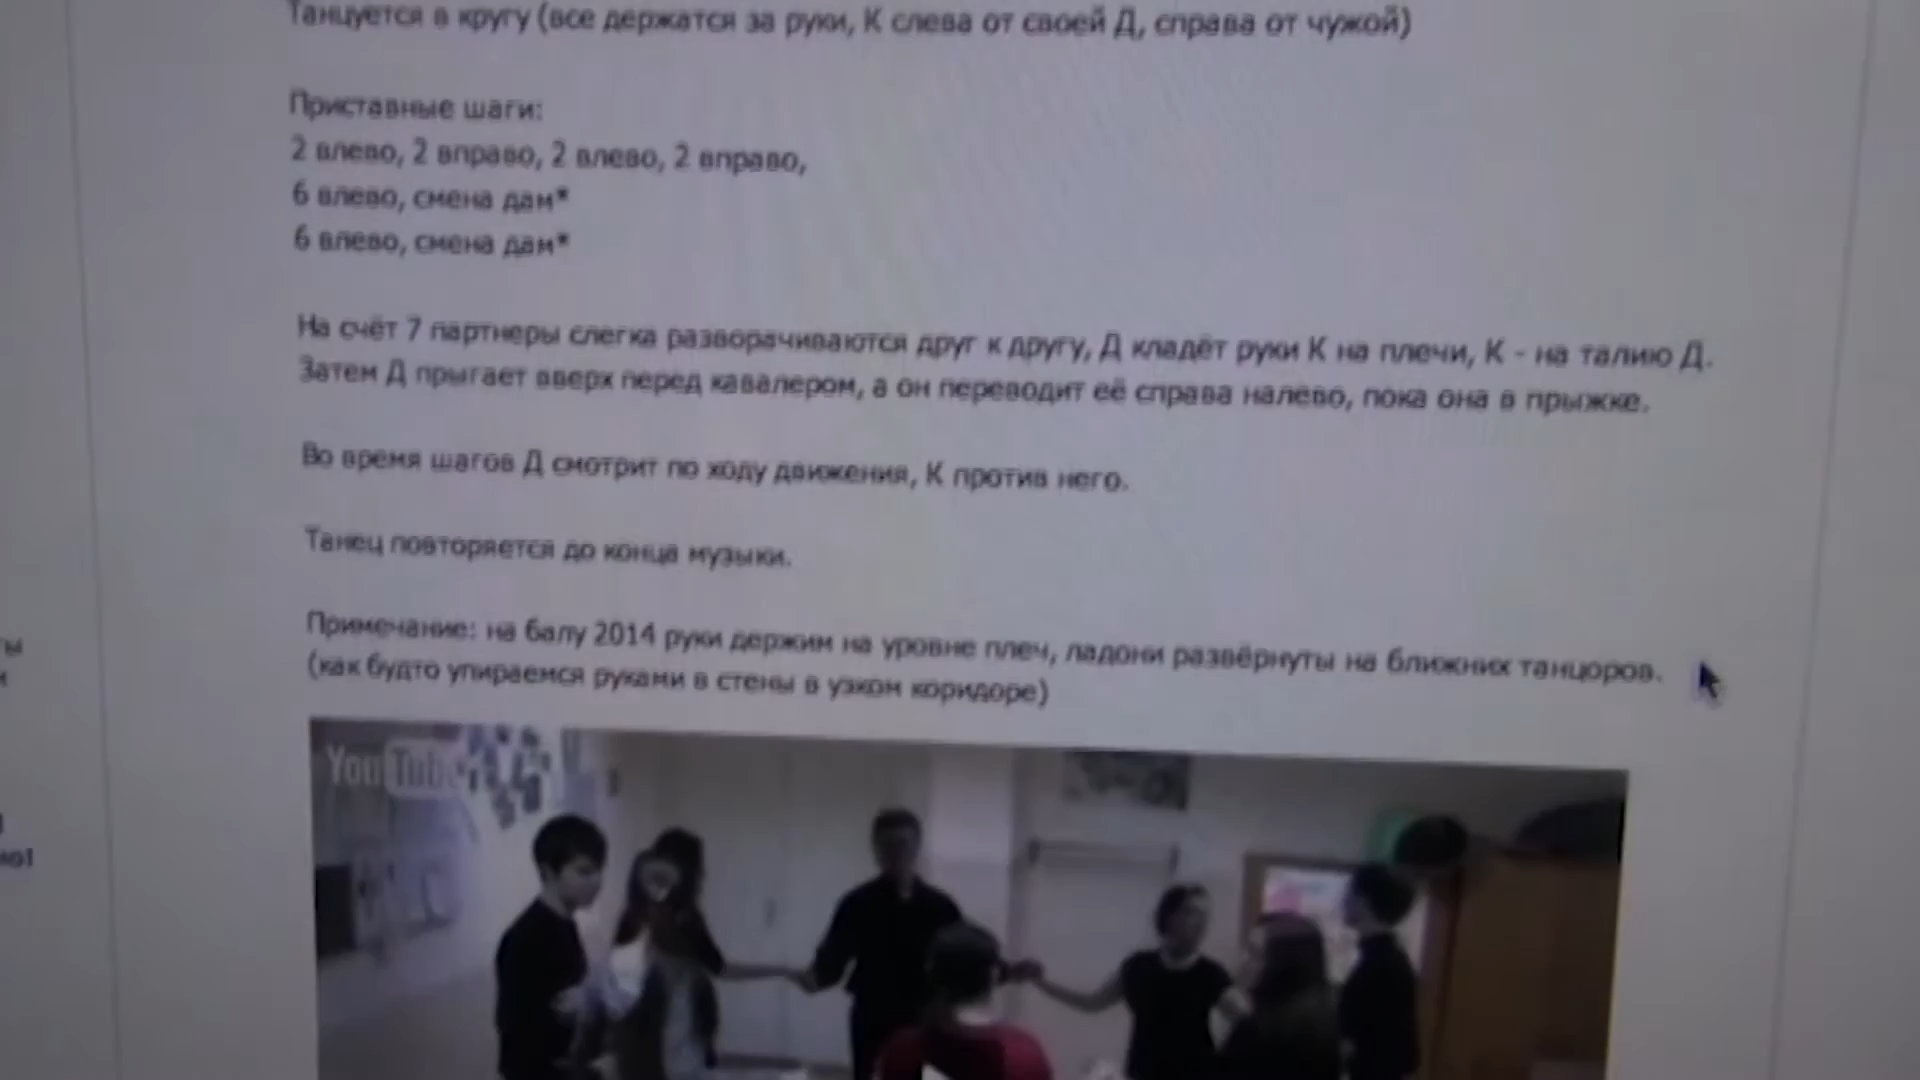 Танцуется в кругу (все держатся за руки, К слева от своей Д, справа от чужой)
Приставные шаги:
2 влево, 2 вправо, 2 влево, 2 вправо,
6 влево, смена дам*
6 влево, смена дам*
На счёт 7 партнеры слегка разворачиваются друг к другу, Д кладёт руки К на плечи, К - на талию Д.
Затем Д прыгает вверх перед кавалером, а он переводит её справа налево, пока она в прыжке.
Во время шагов Д смотрит по ходу движения, К против него.
Танец повторяется до конца музыки.
Примечание: на балу 2014 руки держим на уровне плеч, ладони развёрнуты на ближних танцоров.
(как будто упираемся руками в стены в узком коридоре)
YouTube